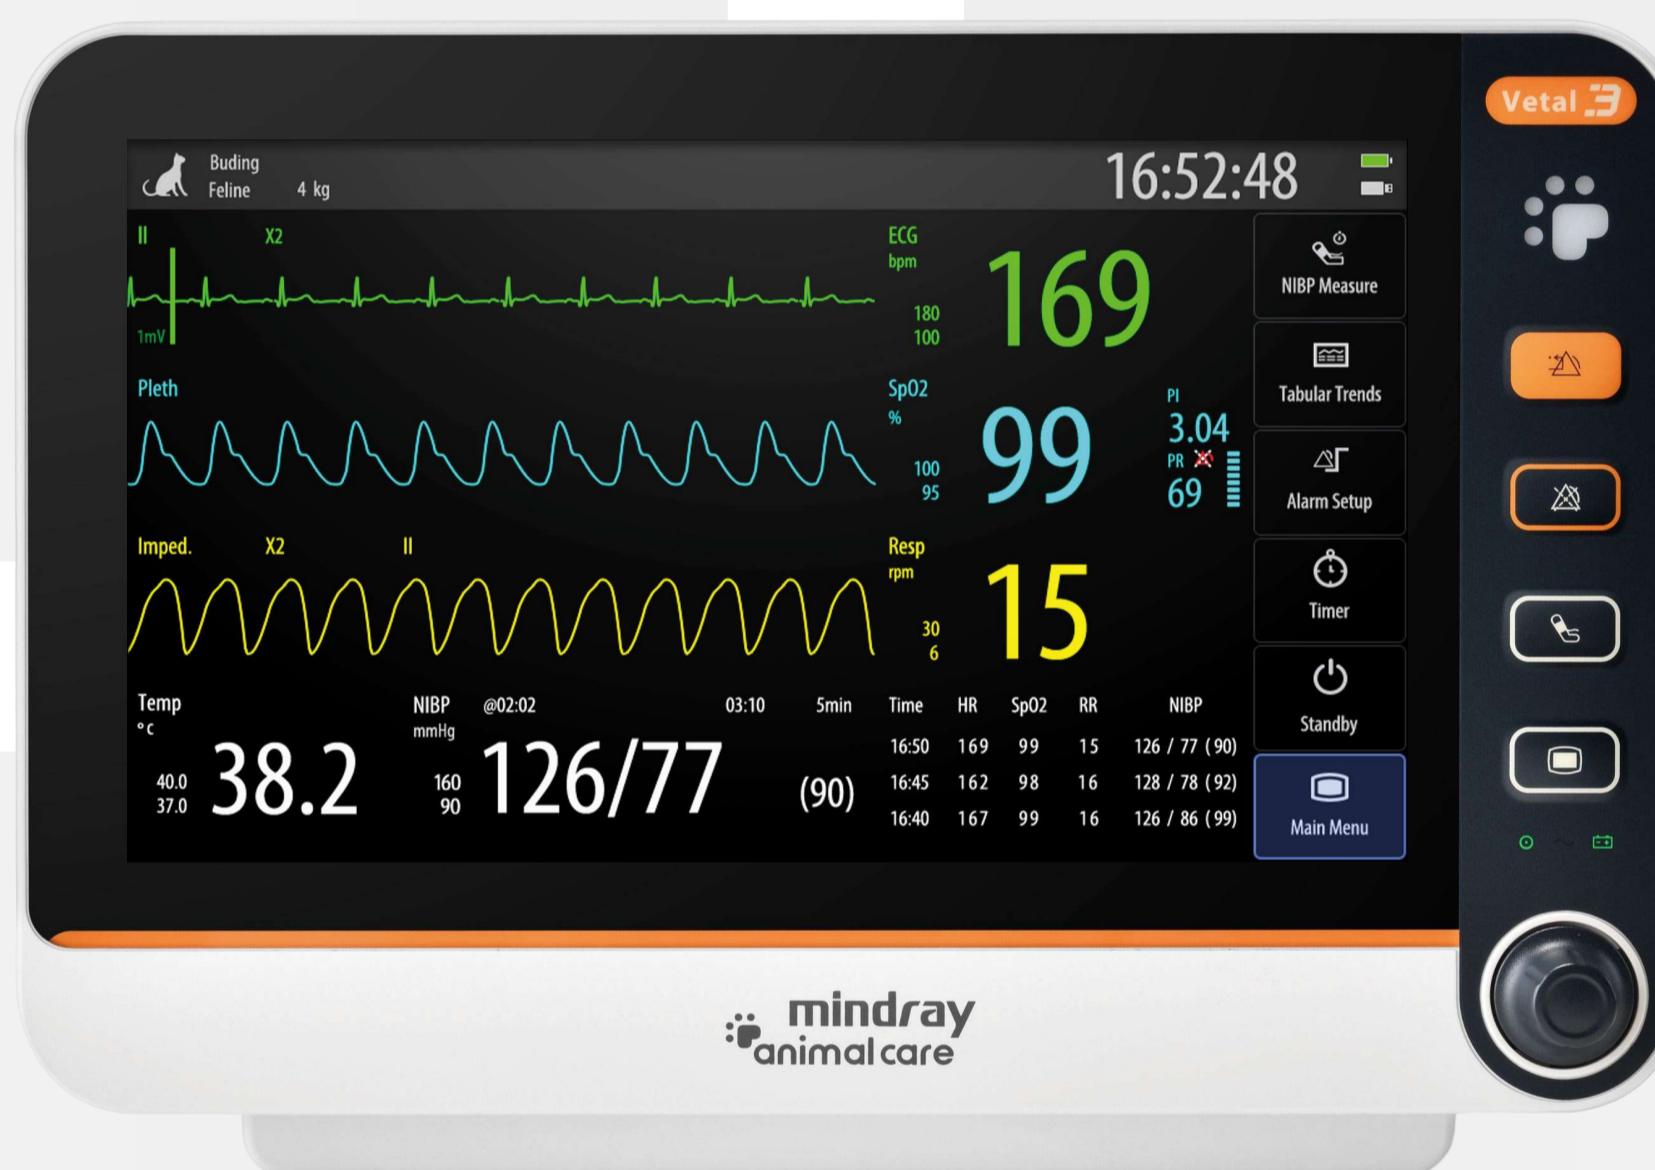 Vetal 3
Buding
Feline 4 kg
16:52:48
II X2
1mV
ECG
bpm
180
100
169
NIBP Measure
Pleth
SpO2
%
100
95
99
PI
3.04
PR
69
Tabular Trends
Alarm Setup
Imped. X2 II
Resp
rpm
30
6
15
Timer
Standby
Temp
°C
40.0
37.0
38.2
NIBP @02:02 03:10 5min
mmHg
160
90
126/77 (90)
Time HR SpO2 RR NIBP
16:50 169 99 15 126 / 77 (90)
16:45 162 98 16 128 / 78 (92)
16:40 167 99 16 126 / 86 (99)
Main Menu
mindray
animal care